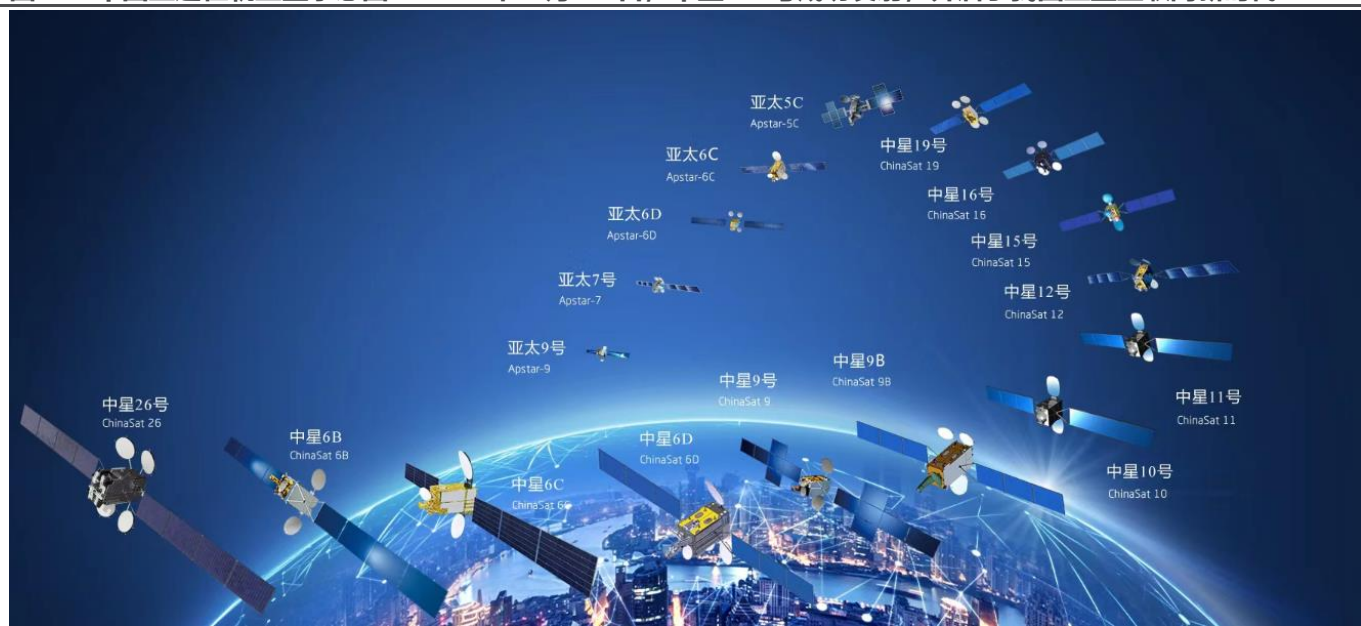 亚太5C
Apstar-5C
中星19号
ChinaSat 19
亚太6C
Apstar-6C
中星16号
ChinaSat 16
亚太6D
Apstar-6D
中星15号
ChinaSat 15
亚太7号
Apstar-7
中星12号
ChinaSat 12
亚太9号
Apstar-9
中星9B
ChinaSat 9B
中星9号
ChinaSat 9
中星11号
ChinaSat 11
中星26号
ChinaSat 26
中星6B
ChinaSat 6B
中星6D
ChinaSat 6D
中星10号
ChinaSat 10
中星6C
ChinaSat 6C